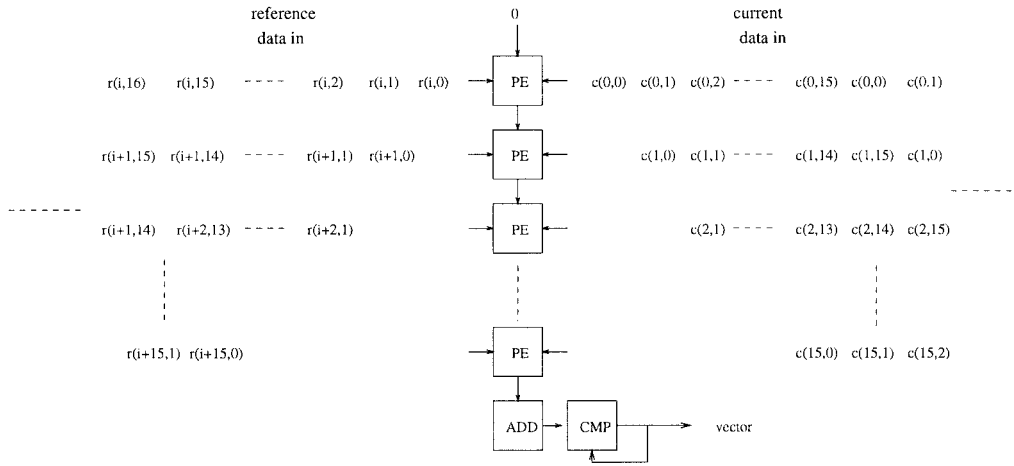 reference 0 current
data in data in
r(i,16) r(i,15) r(i,2) r(i,1) r(i,0) PE c(0,0) c(0,1) c(0,2) c(0,15) c(0,0) c(0,1)
r(i+1,15) r(i+1,14) r(i+1,1) r(i+1,0) PE c(1,0) c(1,1) c(1,14) c(1,15) c(1,0)
r(i+1,14) r(i+2,13) r(i+2,1) PE c(2,1) c(2,13) c(2,14) c(2,15)
r(i+15,1) r(i+15,0) PE c(15,0) c(15,1) c(15,2)
ADD CMP vector